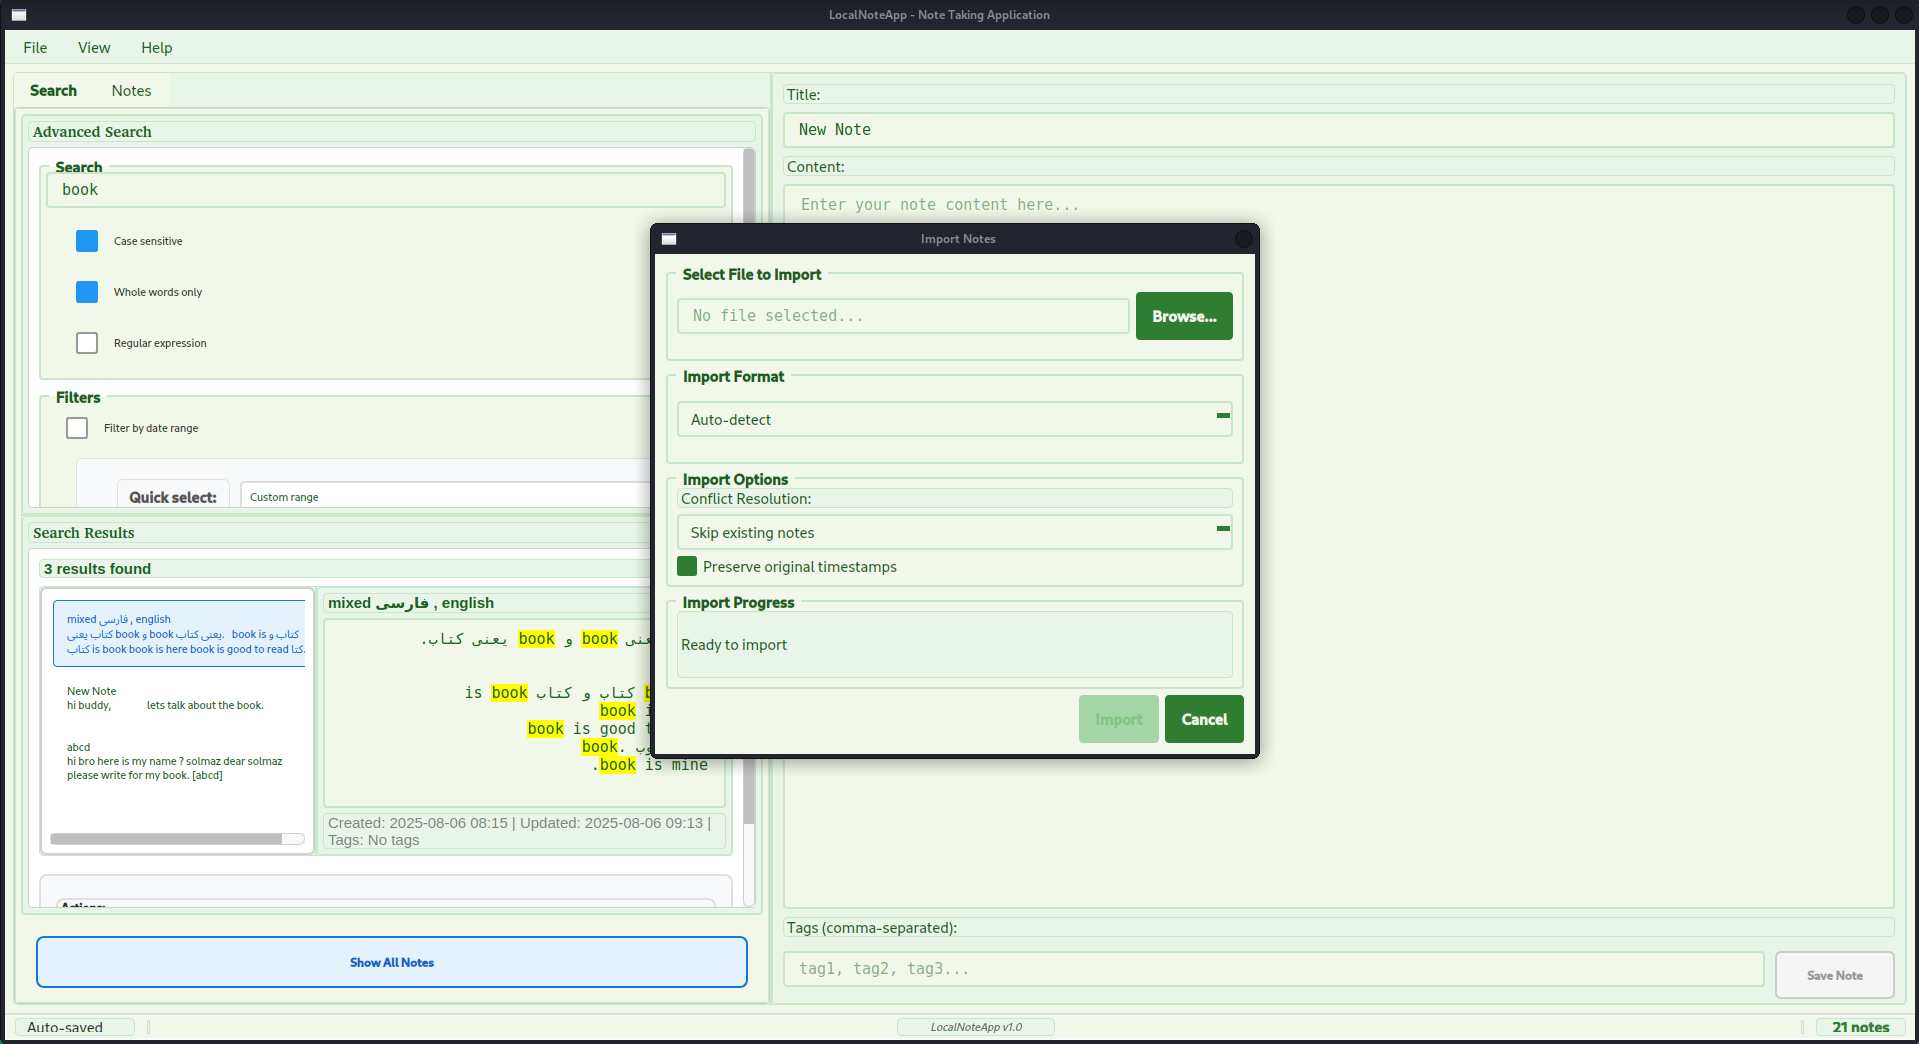 LocalNoteApp - Note Taking Application
File View Help
Search Notes
Advanced Search
Search
book
Case sensitive
Whole words only
Regular expression
Filters
Filter by date range
Quick select: Custom range
Search Results
3 results found
mixed فارسی , english
کتاب یعنی book و book یعنی کتاب. book is کتاب و
کتاب is book book is here book is good to read کتا
New Note
hi buddy, lets talk about the book.
abcd
hi bro here is my name ? solmaz dear solmaz
please write for my book. [abcd]
mixed فارسی , english
book و book یعنی کتاب.
is book کتاب و کتاب
book
book is good
book.
book is mine.
Created: 2025-08-06 08:15 | Updated: 2025-08-06 09:13 |
Tags: No tags
Actions:
Show All Notes
Title:
New Note
Content:
Enter your note content here...
Import Notes
Select File to Import
No file selected...
Browse...
Import Format
Auto-detect
Import Options
Conflict Resolution:
Skip existing notes
Preserve original timestamps
Import Progress
Ready to import
Import Cancel
Tags (comma-separated):
tag1, tag2, tag3...
Save Note
Auto-saved
LocalNoteApp v1.0
21 notes